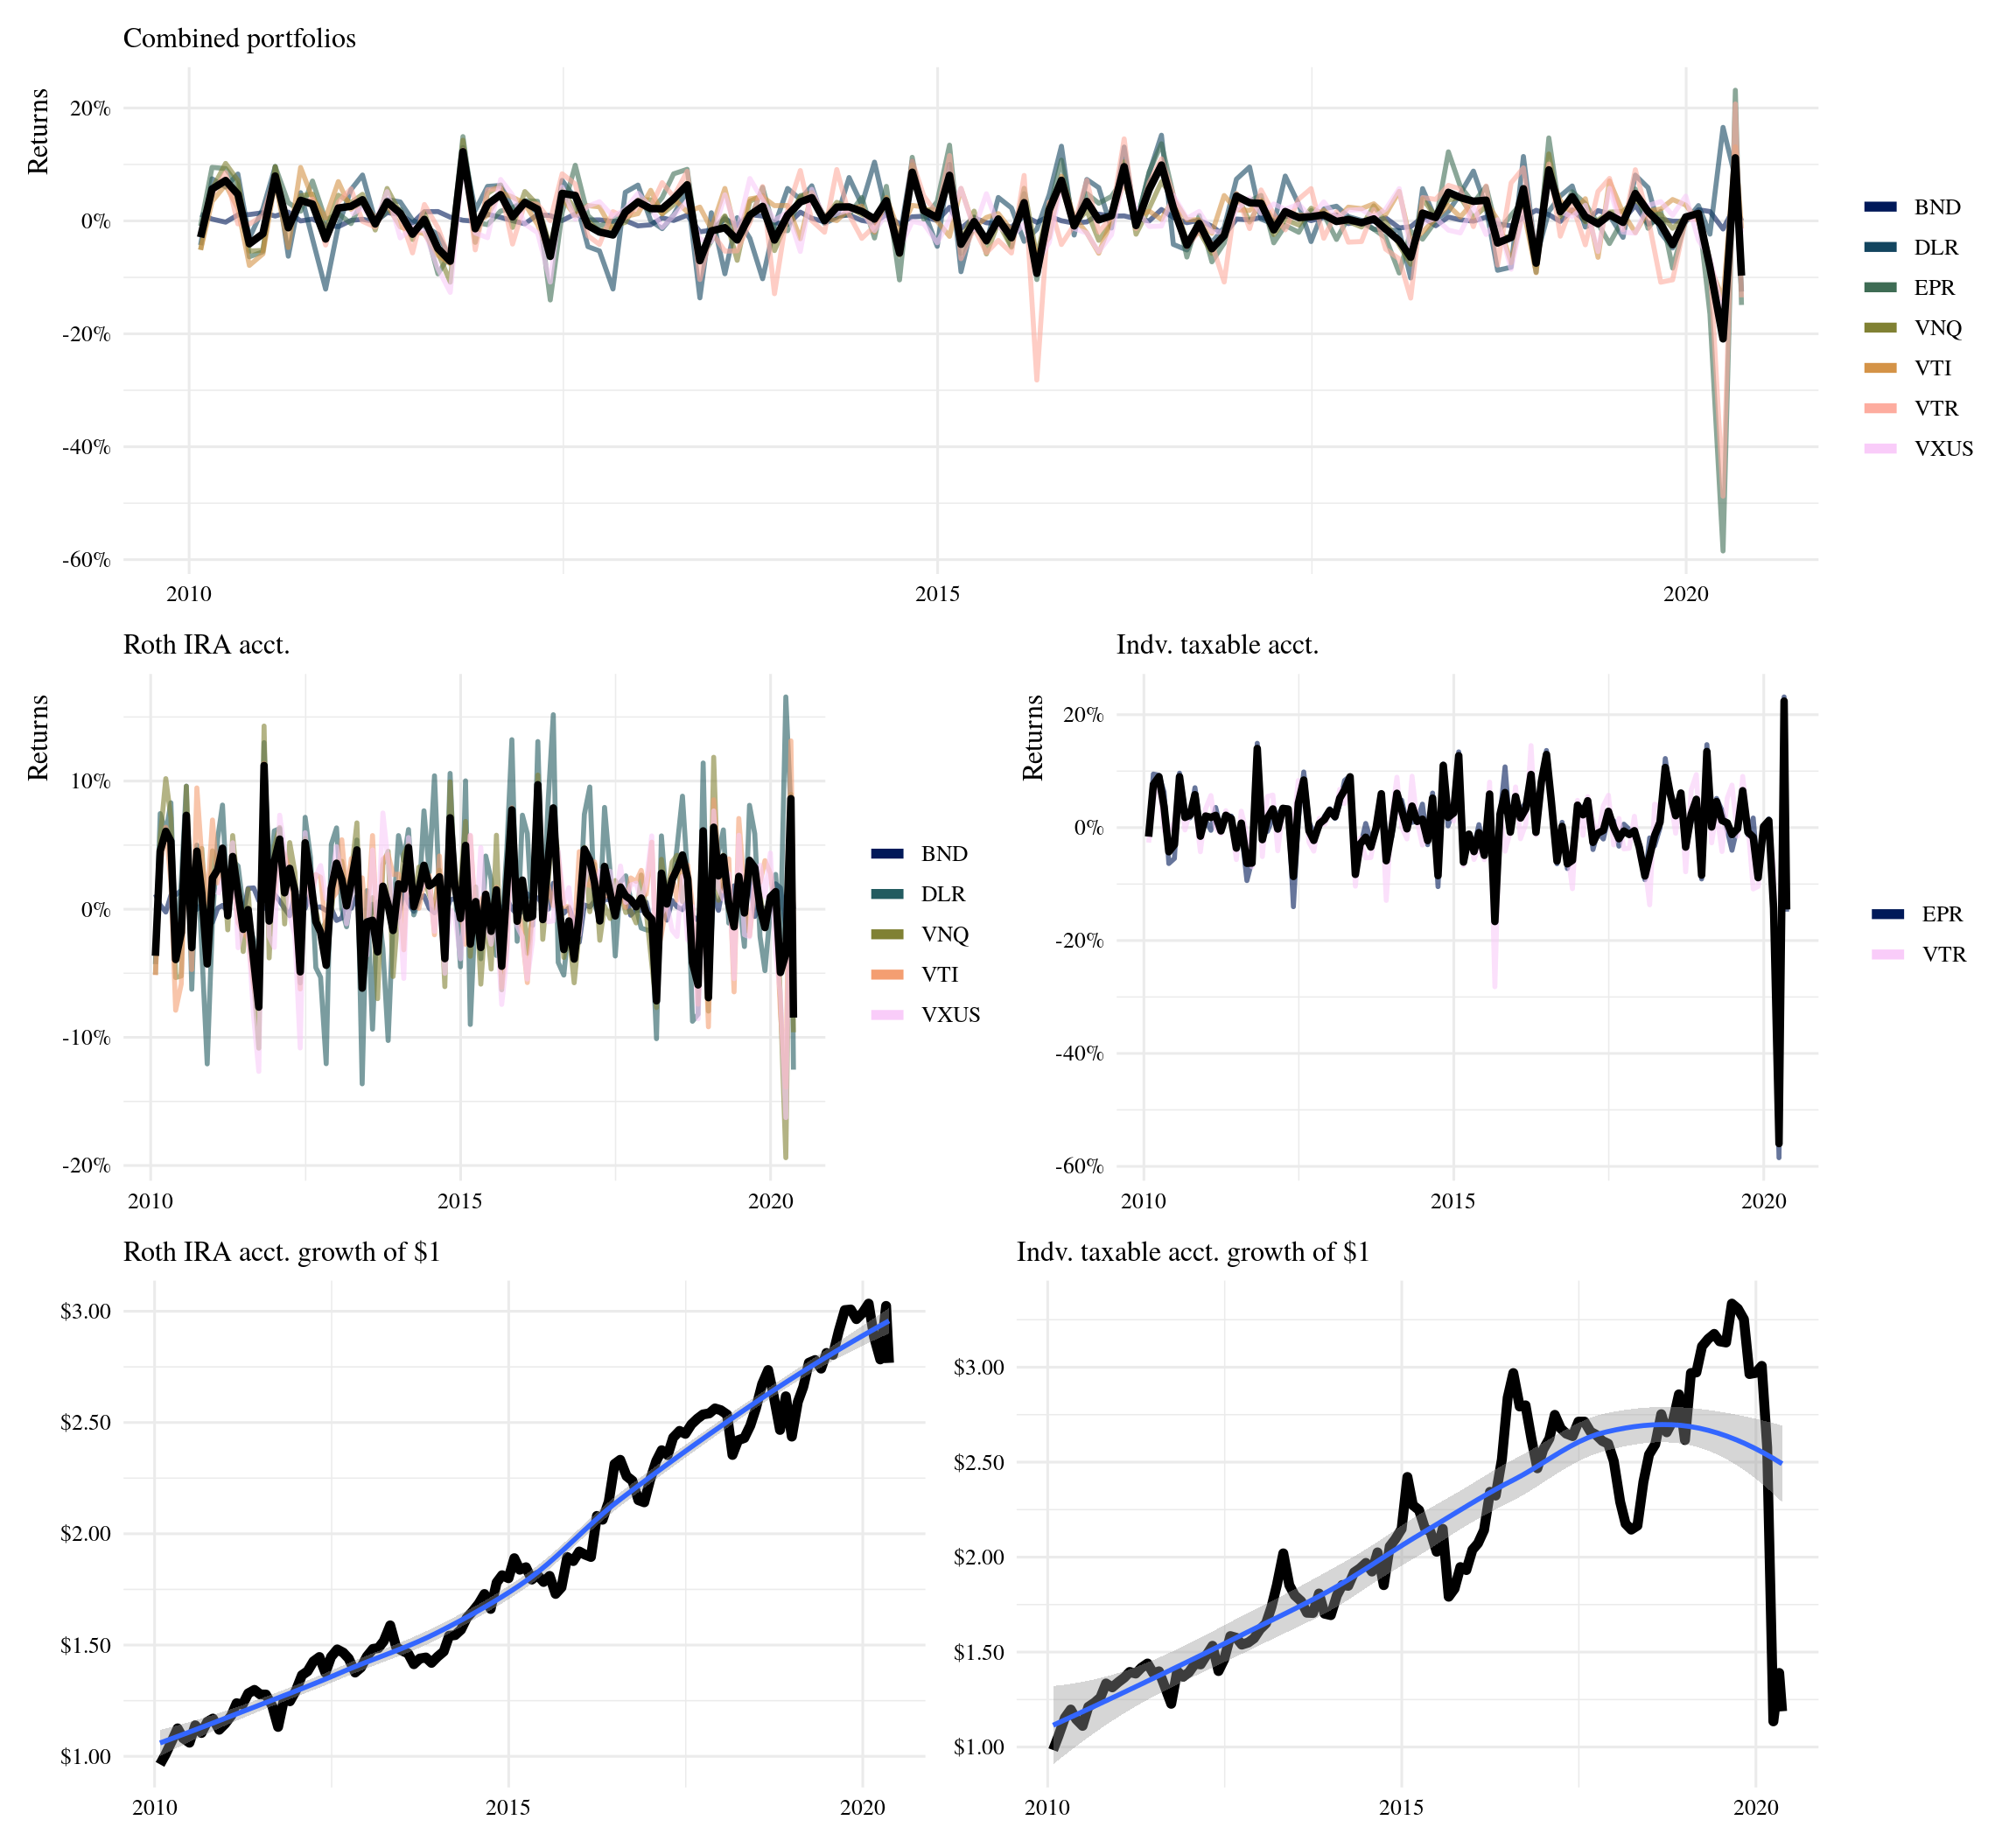 Combined portfolios
Returns
20%
0%
-20%
-40%
-60%
2010 2015 2020
BND
DLR
EPR
VNQ
VTI
VTR
VXUS
Roth IRA acct.
Returns
10%
0%
-10%
-20%
2010 2015 2020
BND
DLR
VNQ
VTI
VXUS
Indv. taxable acct.
Returns
20%
0%
-20%
-40%
-60%
2010 2015 2020
EPR
VTR
Roth IRA acct. growth of $1
$3.00
$2.50
$2.00
$1.50
$1.00
2010 2015 2020
Indv. taxable acct. growth of $1
$3.00
$2.50
$2.00
$1.50
$1.00
2010 2015 2020